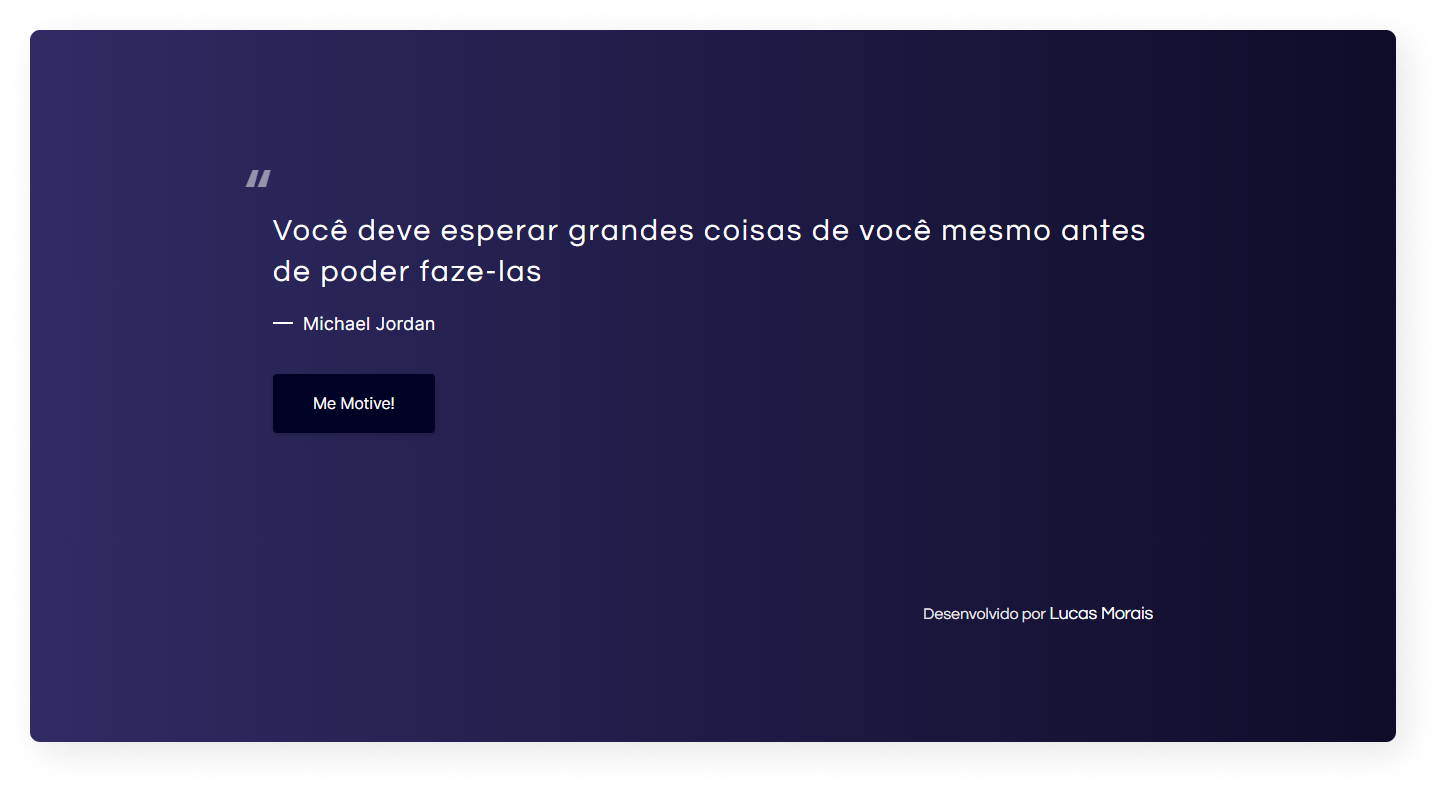 “
Você deve esperar grandes coisas de você mesmo antes
de poder faze-las
— Michael Jordan
Me Motive!
Desenvolvido por Lucas Morais